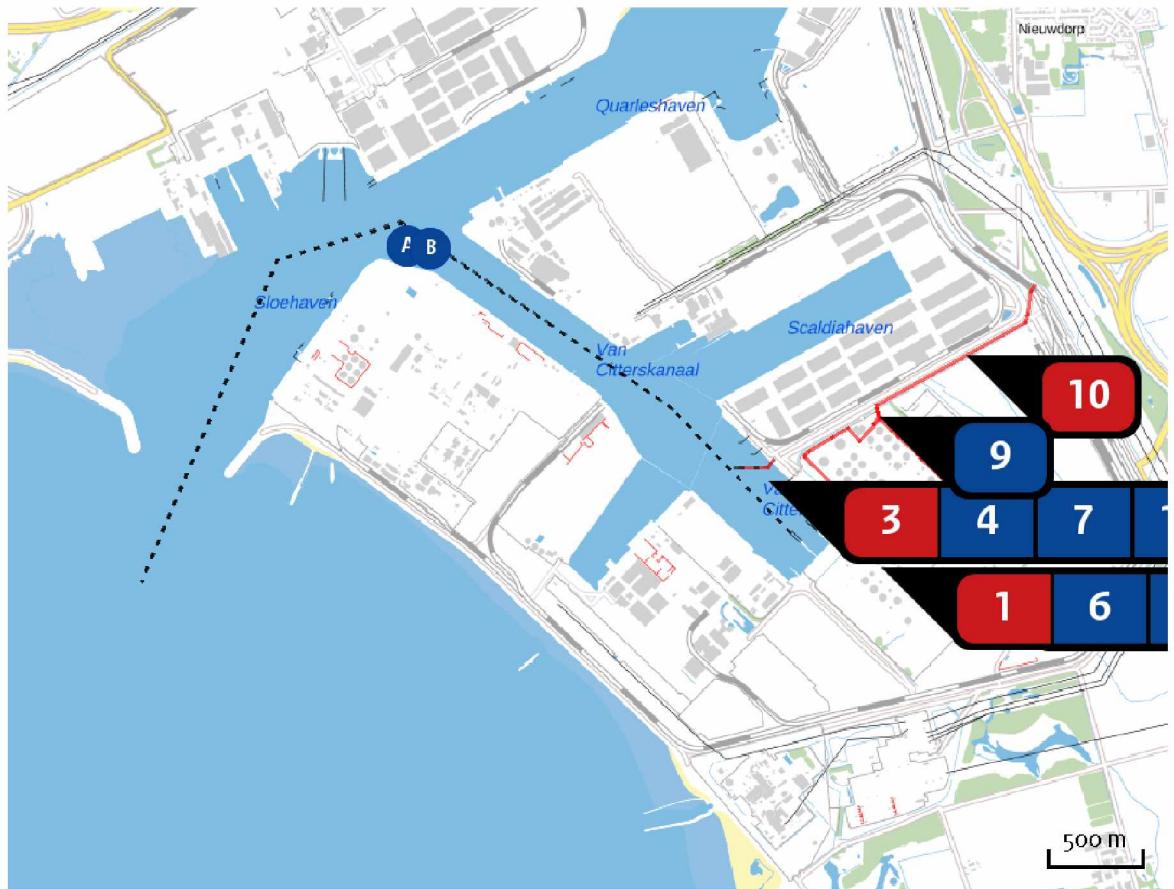 Nieuwdorp
Quarleshaven
A B
Sloehaven
Scaldiahaven
Van
Citterskanaal
10
9
3 4 7
1 6
500 m